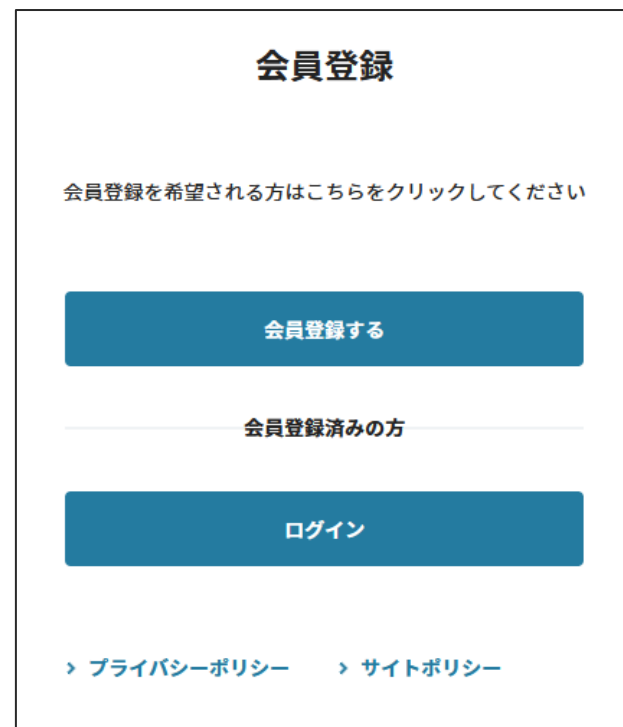 会員登録
会員登録を希望される方はこちらをクリックしてください
会員登録する
会員登録済みの方
ログイン
プライバシーポリシー
サイトポリシー